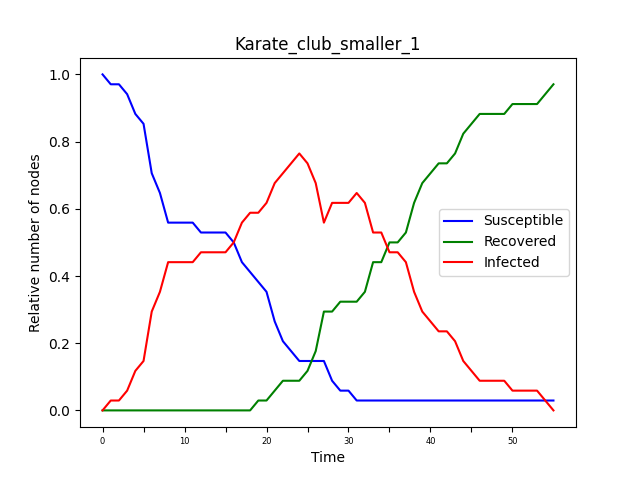 Karate_club_smaller_1
Relative number of nodes
1.0
0.8
0.6
0.4
0.2
0.0
Susceptible
Recovered
Infected
0 10 20 30 40 50
Time